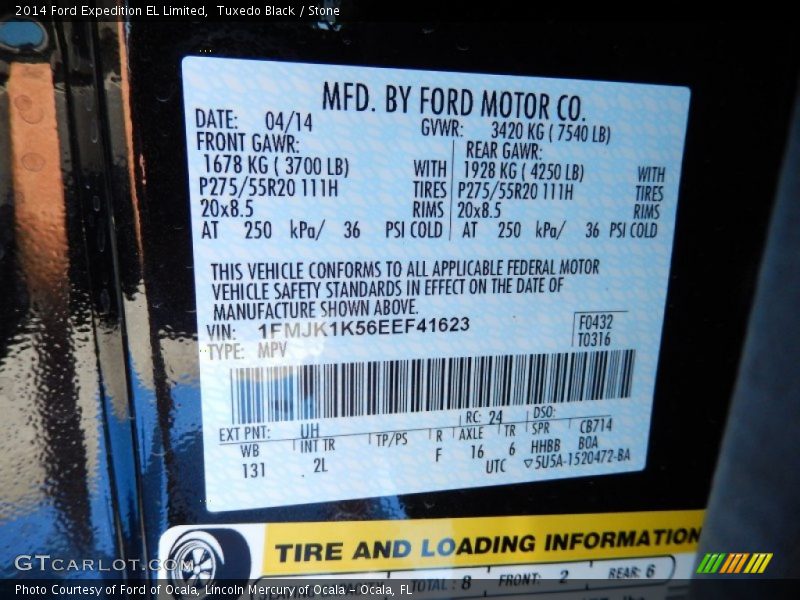 2014 Ford Expedition EL Limited,  Tuxedo Black / Stone
MFD. BY FORD MOTOR CO.
DATE: 04/14 GVWR: 3420 KG ( 7540 LB)
FRONT GAWR: REAR GAWR:
1678 KG ( 3700 LB) WITH 1928 KG ( 4250 LB) WITH
P275/55R20 111H TIRES P275/55R20 111H TIRES
20x8.5 RIMS 20x8.5 RIMS
AT 250 kPa/ 36 PSI COLD AT 250 kPa/ 36 PSI COLD
THIS VEHICLE CONFORMS TO ALL APPLICABLE FEDERAL MOTOR
VEHICLE SAFETY STANDARDS IN EFFECT ON THE DATE OF
MANUFACTURE SHOWN ABOVE.
VIN: 1FMJK1K56EEF41623 F0432
TYPE: MPV T0316
EXT PNT: UH RC: 24 DSO:
WB INT TR TP/PS R AXLE TR SPR CB714
131 2L F 16 6 HHBB BOA
UTC ▽5U5A-1520472-BA
TIRE AND LOADING INFORMATION
TOTAL: 8 FRONT: 2 REAR: 6
GTCARLOT.COM
Photo Courtesy of Ford of Ocala, Lincoln Mercury of Ocala - Ocala, FL